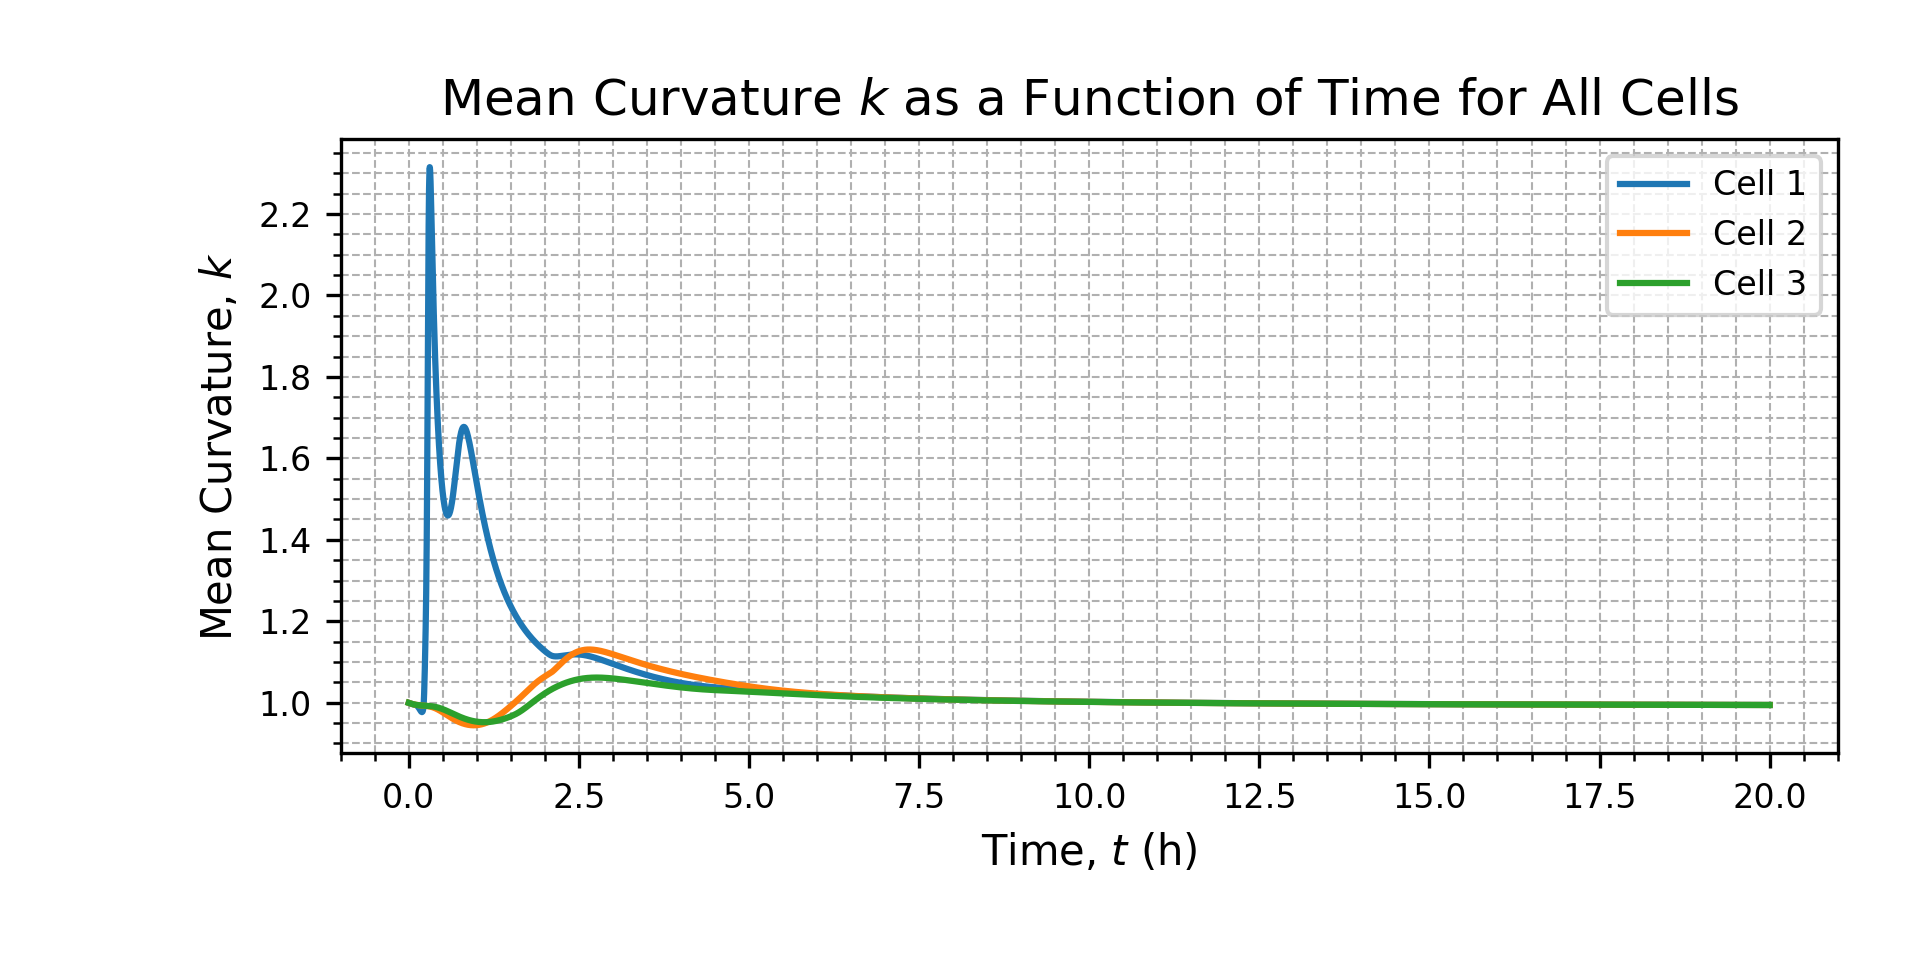 Mean Curvature k as a Function of Time for All Cells
Mean Curvature, k
2.2
2.0
1.8
1.6
1.4
1.2
1.0
Cell 1
Cell 2
Cell 3
0.0 2.5 5.0 7.5 10.0 12.5 15.0 17.5 20.0
Time, t (h)